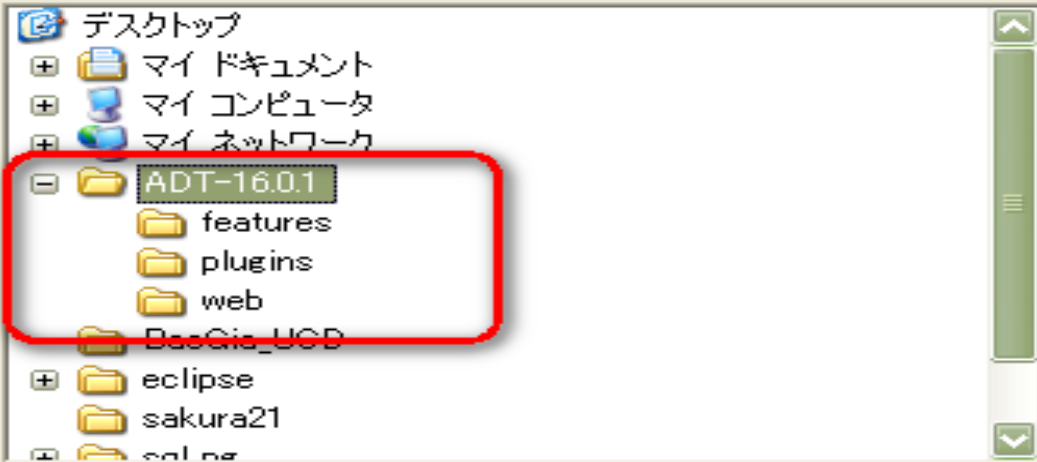 デスクトップ
マイ ドキュメント
マイ コンピュータ
マイ ネットワーク
ADT-16.0.1
features
plugins
web
BaoGia_UCD
eclipse
sakura21